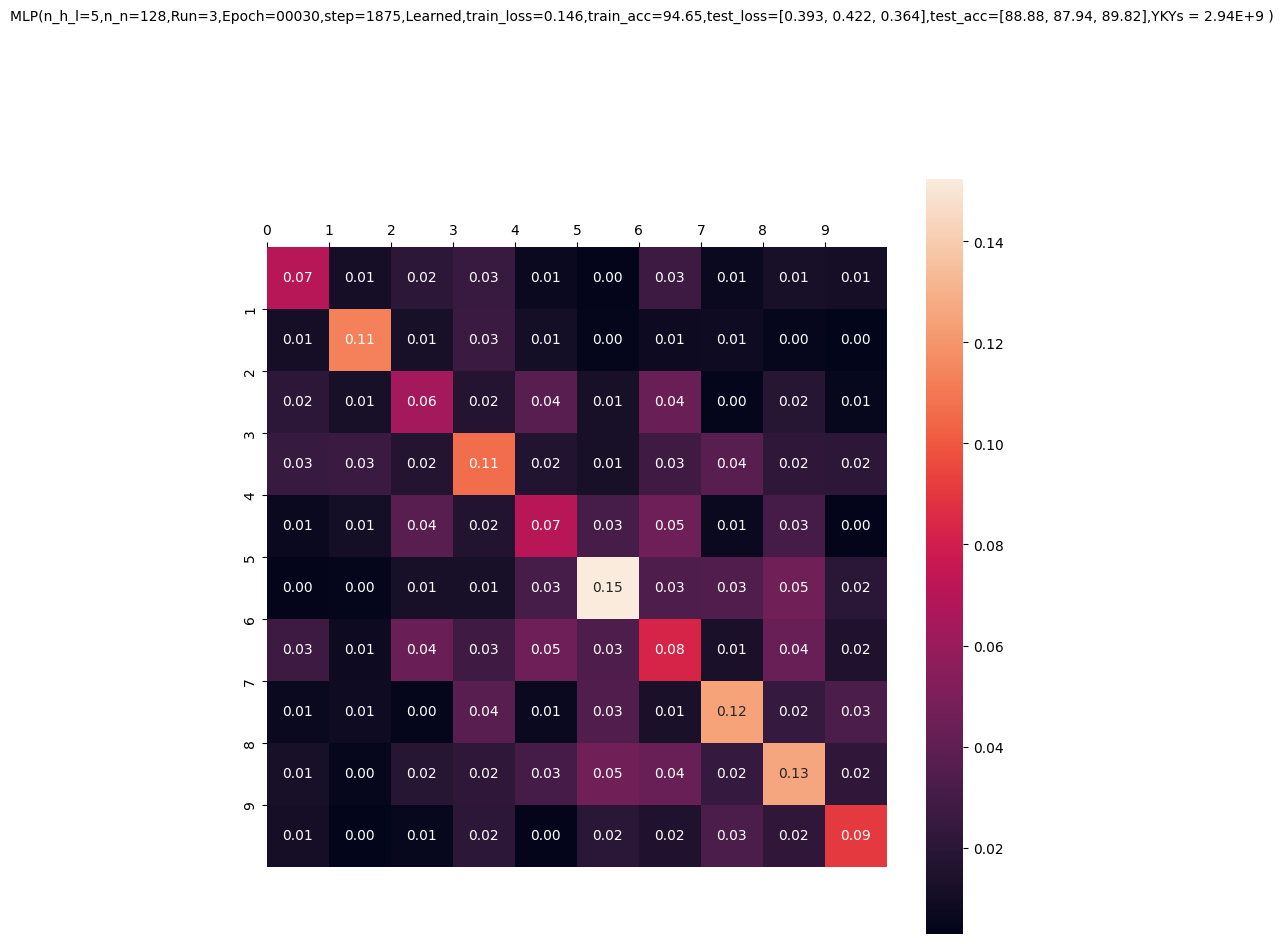 MLP(n_h_l=5,n_n=128,Run=3,Epoch=00030,step=1875,Learned,train_loss=0.146,train_acc=94.65,test_loss=[0.393, 0.422, 0.364],test_acc=[88.88, 87.94, 89.82],YKYs = 2.94E+9 )
0 1 2 3 4 5 6 7 8 9
0.07 0.01 0.02 0.03 0.01 0.00 0.03 0.01 0.01 0.01
1
0.01 0.11 0.01 0.03 0.01 0.00 0.01 0.01 0.00 0.00
2
0.02 0.01 0.06 0.02 0.04 0.01 0.04 0.00 0.02 0.01
3
0.03 0.03 0.02 0.11 0.02 0.01 0.03 0.04 0.02 0.02
4
0.01 0.01 0.04 0.02 0.07 0.03 0.05 0.01 0.03 0.00
5
0.00 0.00 0.01 0.01 0.03 0.15 0.03 0.03 0.05 0.02
6
0.03 0.01 0.04 0.03 0.05 0.03 0.08 0.01 0.04 0.02
7
0.01 0.01 0.00 0.04 0.01 0.03 0.01 0.12 0.02 0.03
8
0.01 0.00 0.02 0.02 0.03 0.05 0.04 0.02 0.13 0.02
9
0.01 0.00 0.01 0.02 0.00 0.02 0.02 0.03 0.02 0.09
0.14
0.12
0.10
0.08
0.06
0.04
0.02